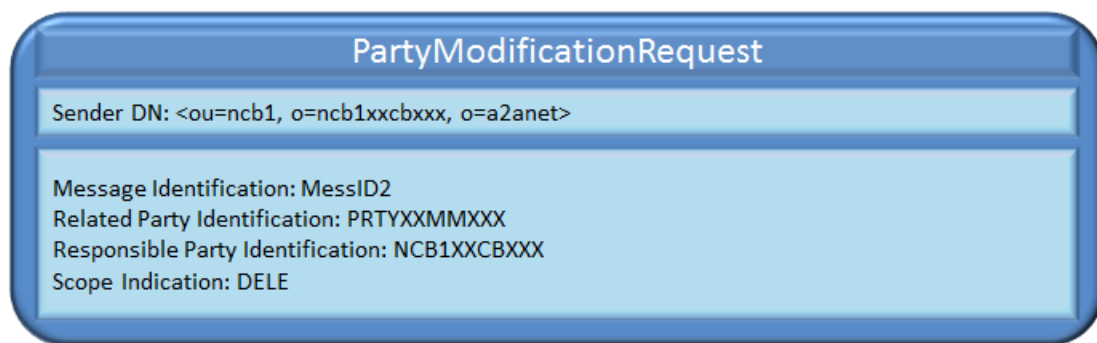 PartyModificationRequest
Sender DN: <ou=ncb1, o=ncb1xxcbxxx, o=a2anet>
Message Identification: MessID2
Related Party Identification: PRTYXXMMXXX
Responsible Party Identification: NCB1XXCBXXX
Scope Indication: DELE